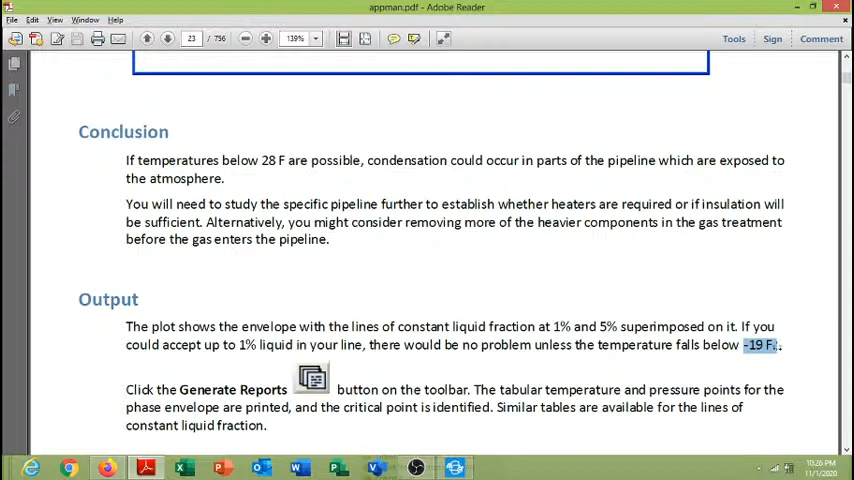 appman.pdf - Adobe Reader
File Edit View Window Help
23 / 756 139% Tools Sign Comment
Conclusion
If temperatures below 28 F are possible, condensation could occur in parts of the pipeline which are exposed to
the atmosphere.
You will need to study the specific pipeline further to establish whether heaters are required or if insulation will
be sufficient. Alternatively, you might consider removing more of the heavier components in the gas treatment
before the gas enters the pipeline.
Output
The plot shows the envelope with the lines of constant liquid fraction at 1% and 5% superimposed on it. If you
could accept up to 1% liquid in your line, there would be no problem unless the temperature falls below -19 F.
Click the Generate Reports button on the toolbar. The tabular temperature and pressure points for the
phase envelope are printed, and the critical point is identified. Similar tables are available for the lines of
constant liquid fraction.
10:26 PM
11/1/2020